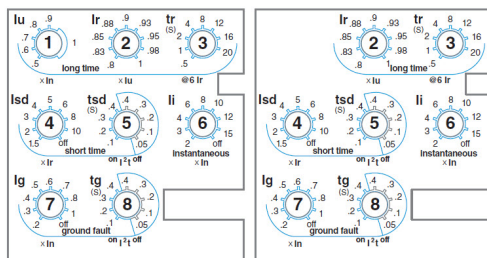 Iu Ir tr
.6 .7 .8 .9 1 .5
.8 .83 .85 .88 .9 .93 .95 .95 .98 1
(S) .5 1 2 4 8 12 16 20
1 2 3
long time
x In x Iu @6 Ir
Isd tsd Ii
1.5 2 3 4 5 6 8 10 off
(S) .1 .2 .3 .4 .4 .3 .2 .1 .05
2 3 4 6 8 10 12 15 off
4 5 6
short time instantaneous
x Ir on I²t off x In
Ig tg
.2 .3 .4 .5 .6 .7 .8 1 off
(S) .1 .2 .3 .4 .4 .3 .2 .1 .05
7 8
ground fault
x In on I²t off
Ir tr
.8 .83 .85 .88 .9 .93 .95 .95 .98 1
(S) .5 1 2 4 8 12 16 20
2 3
long time
x Iu @6 Ir
Isd tsd Ii
1.5 2 3 4 5 6 8 10 off
(S) .1 .2 .3 .4 .4 .3 .2 .1 .05
2 3 4 6 8 10 12 15 off
4 5 6
short time instantaneous
x Ir on I²t off x In
Ig tg
.2 .3 .4 .5 .6 .7 .8 1 off
(S) .1 .2 .3 .4 .4 .3 .2 .1 .05
7 8
ground fault
x In on I²t off